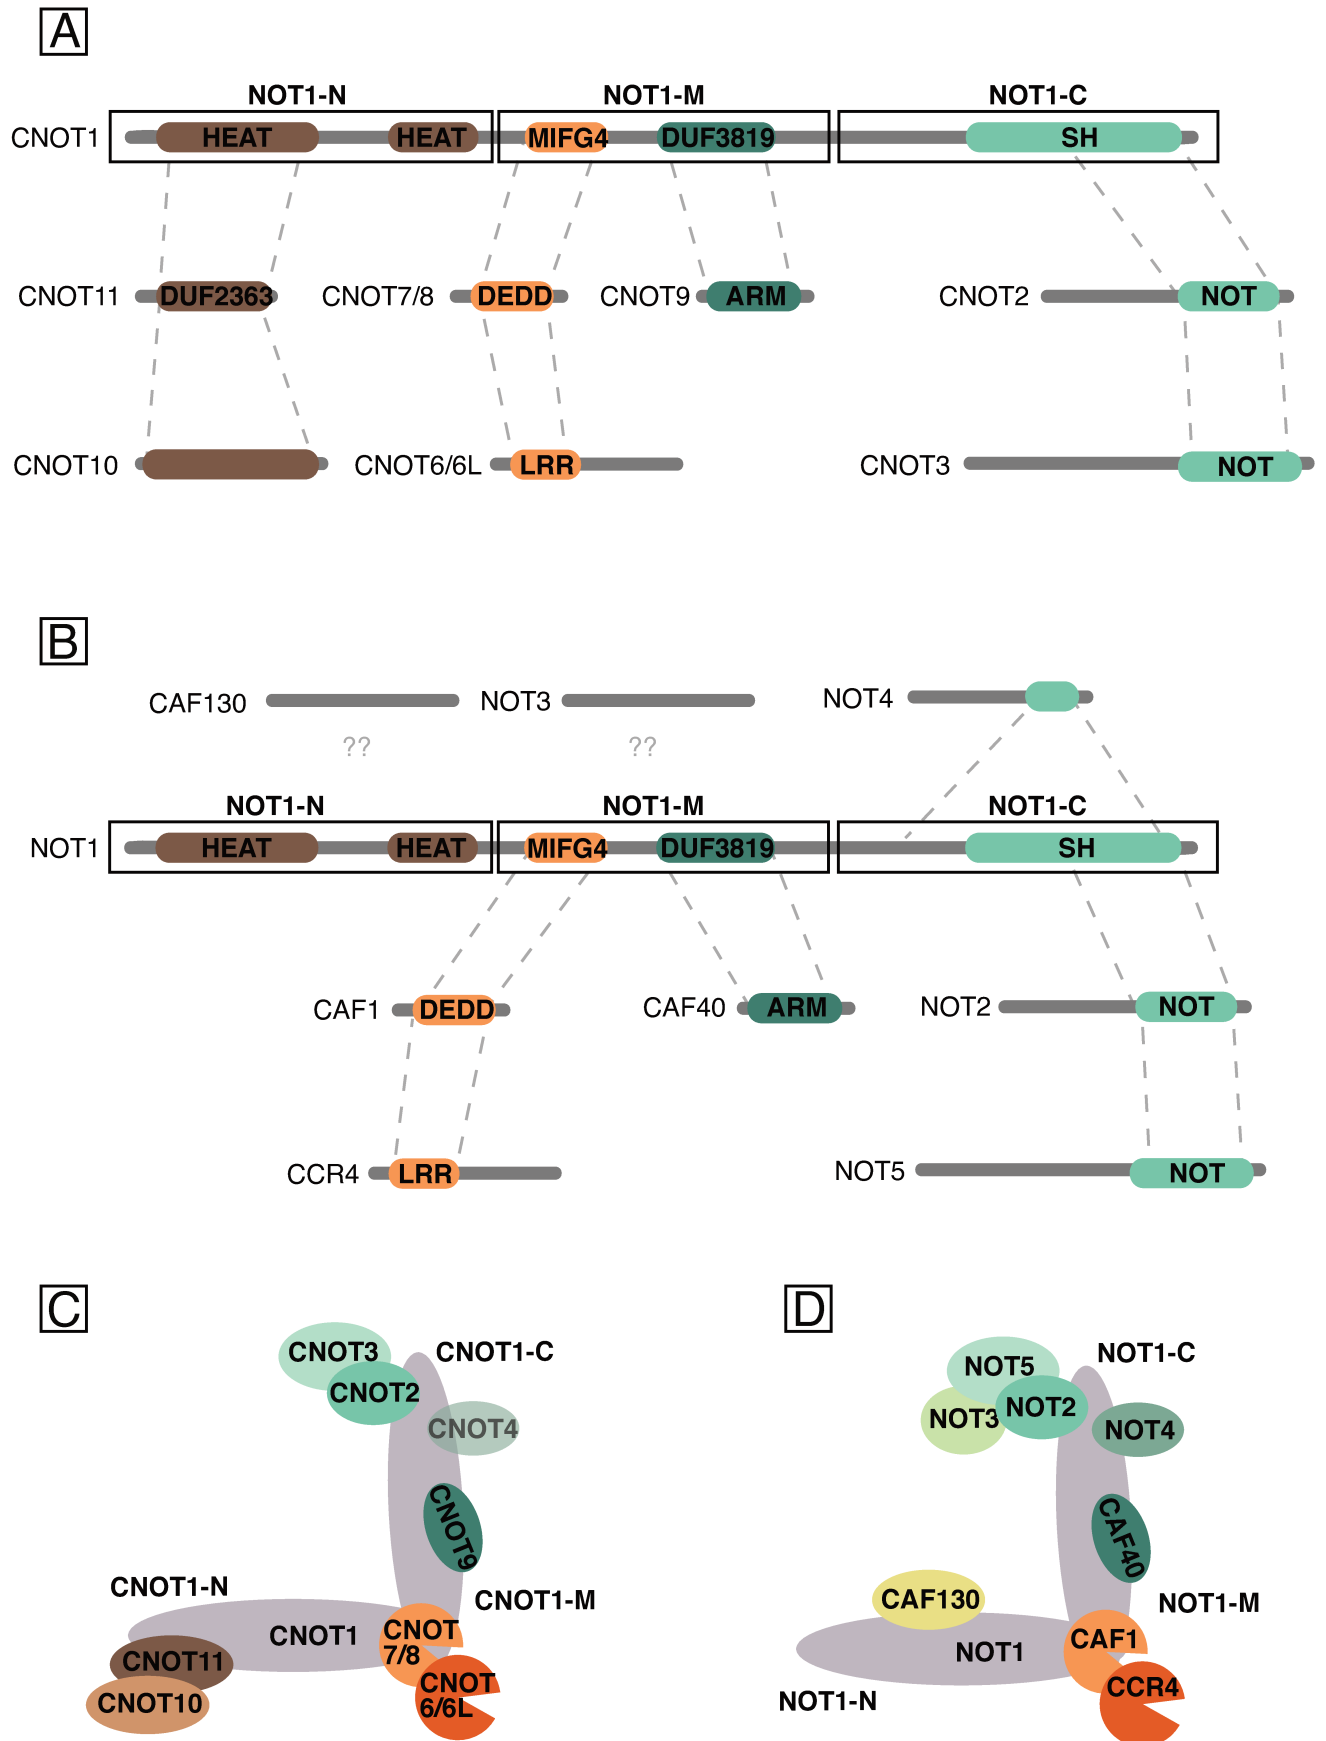 A
NOT1-N NOT1-M NOT1-C
CNOT1 HEAT HEAT MIFG4 DUF3819 SH
CNOT11 DUF2363 CNOT7/8 DEDD CNOT9 ARM CNOT2 NOT
CNOT10 CNOT6/6L LRR CNOT3 NOT
B
CAF130 NOT3 NOT4
?? ??
NOT1-N NOT1-M NOT1-C
NOT1 HEAT HEAT MIFG4 DUF3819 SH
CAF1 DEDD CAF40 ARM NOT2 NOT
CCR4 LRR NOT5 NOT
C
CNOT3 CNOT1-C
CNOT2
CNOT4
CNOT9
CNOT1-N
CNOT1-M
CNOT1
CNOT
7/8
CNOT11
CNOT10
CNOT
6/6L
D
NOT1-C
NOT5
NOT3 NOT2
NOT4
CAF40
CAF130
NOT1-M
NOT1 CAF1
NOT1-N
CCR4